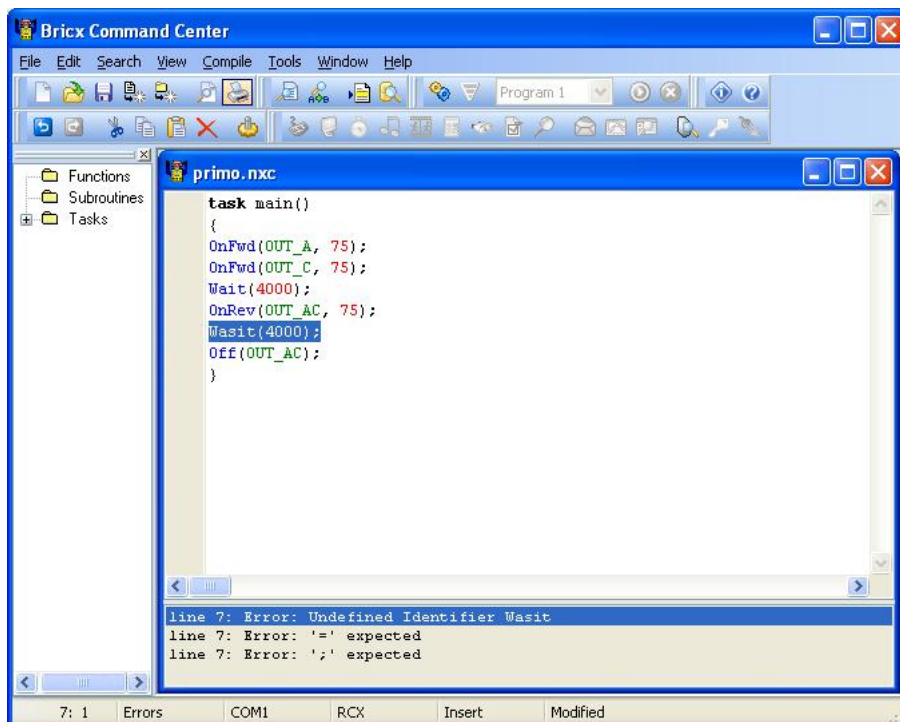 Bricx Command Center
File Edit Search View Compile Tools Window Help
Program 1
Functions
Subroutines
Tasks
primo.nxc
task main()
{
OnFwd(OUT_A, 75);
OnFwd(OUT_C, 75);
Wait(4000);
OnRev(OUT_AC, 75);
Wasit(4000);
Off(OUT_AC);
}
line 7: Error: Undefined Identifier Wasit
line 7: Error: '=' expected
line 7: Error: ';' expected
7: 1 Errors COM1 RCX Insert Modified